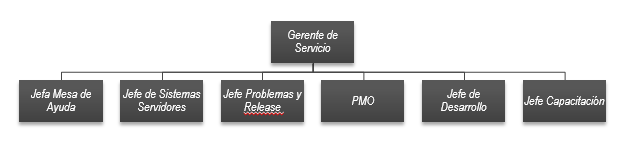 Gerente de
Servicio
Jefa Mesa de
Ayuda
Jefe de Sistemas
Servidores
Jefe Problemas y
Release
PMO
Jefe de
Desarrollo
Jefe Capacitación